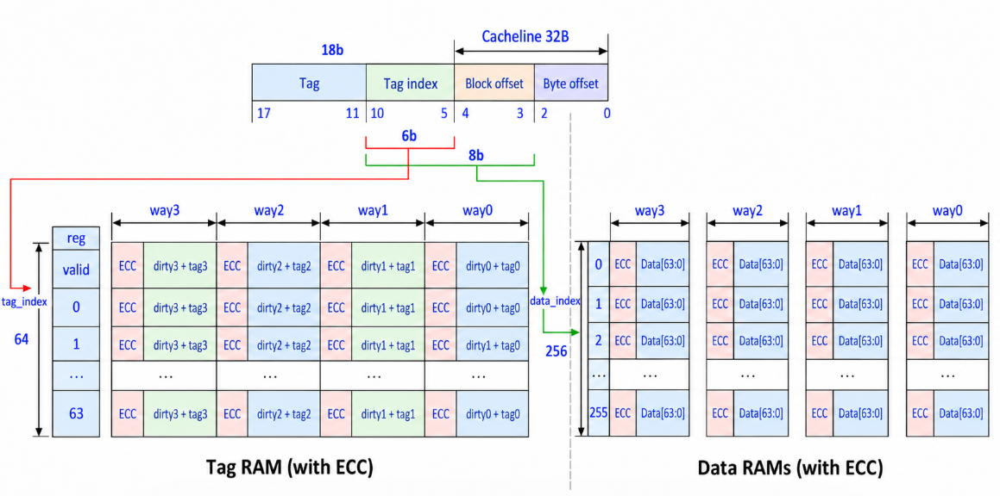 Cacheline 32B
18b
Tag Tag index Block offset Byte offset
17 11 10 5 4 3 2 0
6b
8b
way3 way2 way1 way0
way3 way2 way1 way0
reg
valid ECC dirty3 + tag3 ECC dirty2 + tag2 ECC dirty1 + tag1 ECC dirty0 + tag0
tag_index
64
0 ECC dirty3 + tag3 ECC dirty2 + tag2 ECC dirty1 + tag1 ECC dirty0 + tag0
1 ECC dirty3 + tag3 ECC dirty2 + tag2 ECC dirty1 + tag1 ECC dirty1 + tag0
... ... ... ... ...
63 ECC dirty3 + tag3 ECC dirty2 + tag2 ECC dirty1 + tag1 ECC dirty0 + tag0
data_index
256
0 ECC Data[63:0] ECC Data[63:0] ECC Data[63:0] ECC Data[63:0]
1 ECC Data[63:0] ECC Data[63:0] ECC Data[63:0] ECC Data[63:0]
2 ECC Data[63:0] ECC Data[63:0] ECC Data[63:0] ECC Data[63:0]
... ... ... ... ...
255 ECC Data[63:0] ECC Data[63:0] ECC Data[63:0] ECC Data[63:0]
Tag RAM (with ECC)
Data RAMs (with ECC)